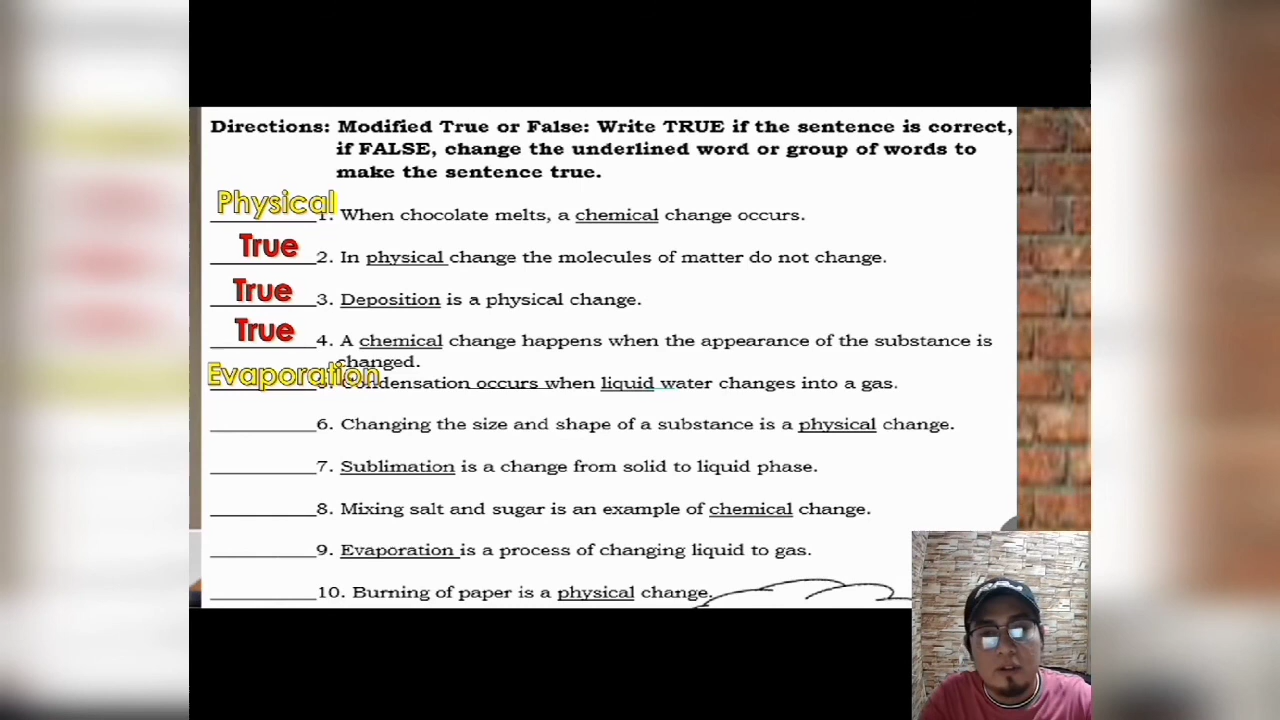 Directions: Modified True or False: Write TRUE if the sentence is correct,
if FALSE, change the underlined word or group of words to
make the sentence true.
Physical
1. When chocolate melts, a chemical change occurs.
True
2. In physical change the molecules of matter do not change.
True
3. Deposition is a physical change.
True
4. A chemical change happens when the appearance of the substance is
changed.
Evaporation
Condensation occurs when liquid water changes into a gas.
6. Changing the size and shape of a substance is a physical change.
7. Sublimation is a change from solid to liquid phase.
8. Mixing salt and sugar is an example of chemical change.
9. Evaporation is a process of changing liquid to gas.
10. Burning of paper is a physical change.